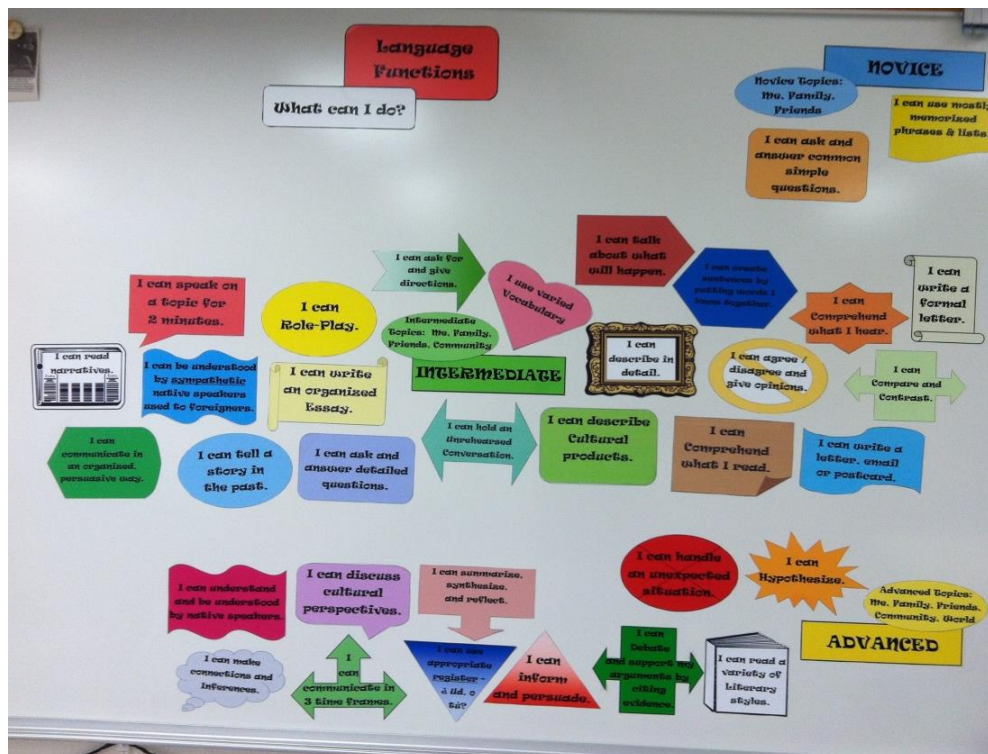 Language
Functions
What can I do?
NOVICE
Novice Topics:
Me, Family,
Friends
I can use mostly
memorized
phrases & lists
I can ask and
answer common
simple
questions.
I can talk
about what
will happen.
I can ask for
and give
directions.
I use varied
Vocabulary
I can create
sentences by
putting words I
know together.
I can
write a
formal
letter.
I can speak on
a topic for
2 minutes.
I can
Role-Play.
Intermediate
Topics: Me, Family,
Friends, Community
I can
Comprehend
what I hear.
I can read
narratives.
I can be understood
by sympathetic
native speakers
used to foreigners.
I can write
an organized
Essay.
INTERMEDIATE
I can
describe in
detail.
I can agree /
disagree and
give opinions.
I can
Compare and
Contrast.
I can
communicate in
an organized,
persuasive way.
I can tell a
story in
the past.
I can ask and
answer detailed
questions.
I can hold an
Unrehearsed
Conversation.
I can describe
Cultural
products.
I can
Comprehend
what I read.
I can write a
letter, email
or postcard.
I can understand
and be understood
by native speakers.
I can discuss
cultural
perspectives.
I can summarize,
synthesize,
and reflect.
I can handle
an unexpected
situation.
I can
Hypothesize.
Advanced Topics:
Me, Family, Friends,
Community, World
ADVANCED
I can make
connections and
Inferences.
I
can
communicate in
3 time frames.
I can use
appropriate
register -
¿Ud. o
tú?
I can
inform
and persuade.
I can
Debate
and support my
arguments by
citing
evidence.
I can read a
variety of
Literary
styles.